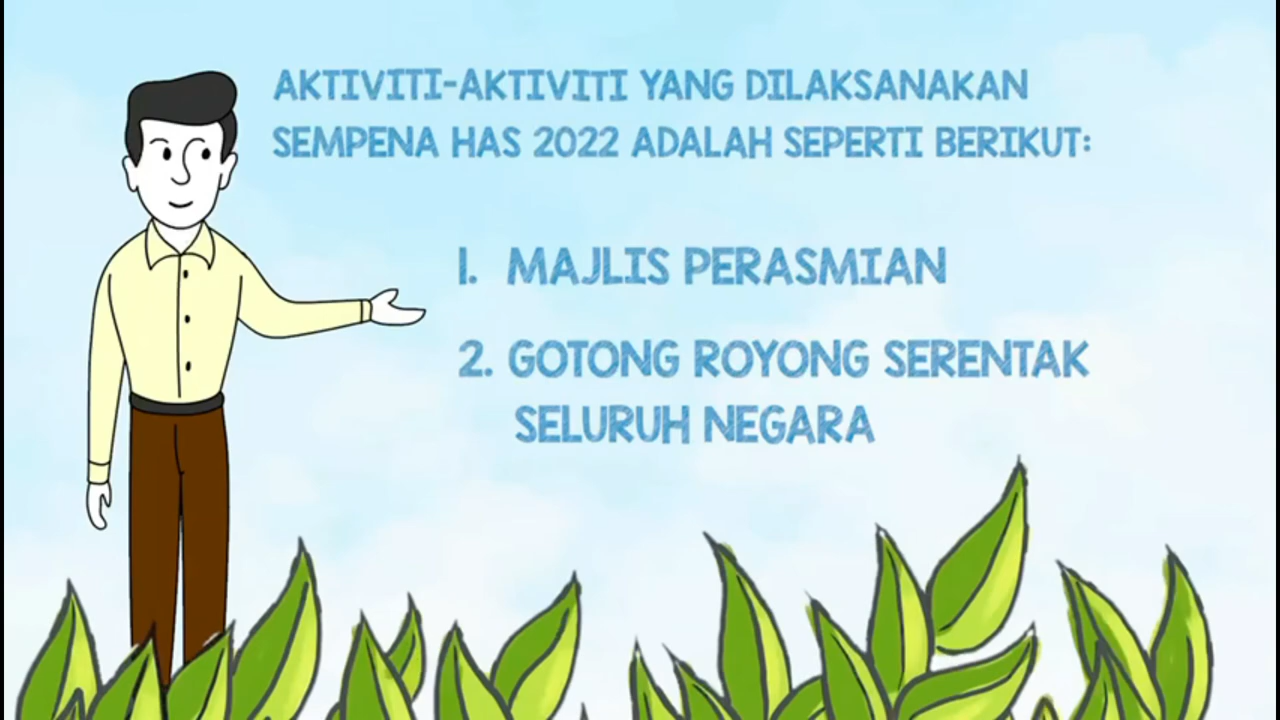 AKTIVITI-AKTIVITI YANG DILAKSANAKAN
SEMPENA HAS 2022 ADALAH SEPERTI BERIKUT:
1. MAJLIS PERASMIAN
2. GOTONG ROYONG SERENTAK
SELURUH NEGARA